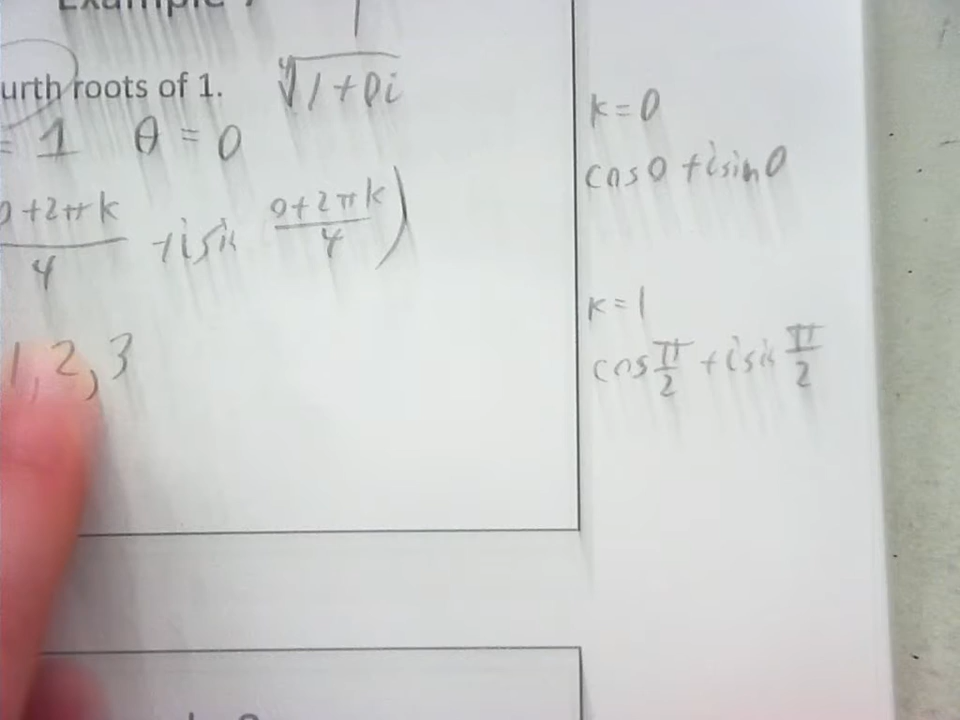 urth roots of 1. ∜1+0i
= 1 θ = 0
0+2πk/4 + i sin 0+2πk/4)
1, 2, 3
k=0
cos 0 + i sin 0
k=1
cos π/2 + i sin π/2